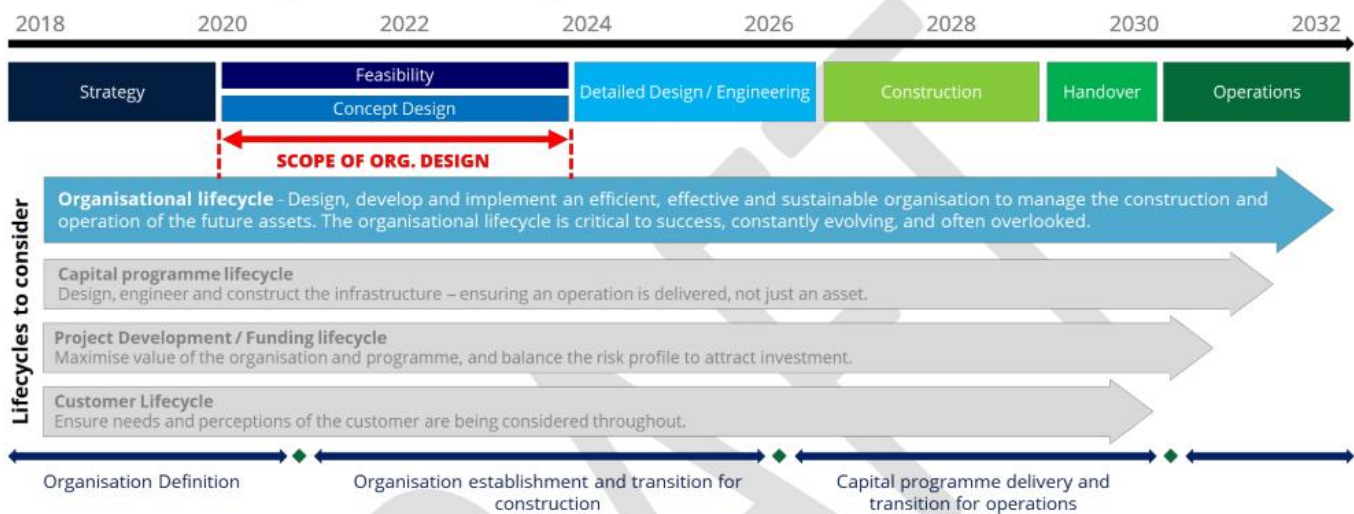 2018 2020 2022 2024 2026 2028 2030 2032
Strategy
Feasibility
Concept Design
Detailed Design / Engineering
Construction
Handover
Operations
SCOPE OF ORG. DESIGN
Lifecycles to consider
Organisational lifecycle - Design, develop and implement an efficient, effective and sustainable organisation to manage the construction and
operation of the future assets. The organisational lifecycle is critical to success, constantly evolving, and often overlooked.
Capital programme lifecycle
Design, engineer and construct the infrastructure – ensuring an operation is delivered, not just an asset.
Project Development / Funding lifecycle
Maximise value of the organisation and programme, and balance the risk profile to attract investment.
Customer Lifecycle
Ensure needs and perceptions of the customer are being considered throughout.
Organisation Definition
Organisation establishment and transition for
construction
Capital programme delivery and
transition for operations